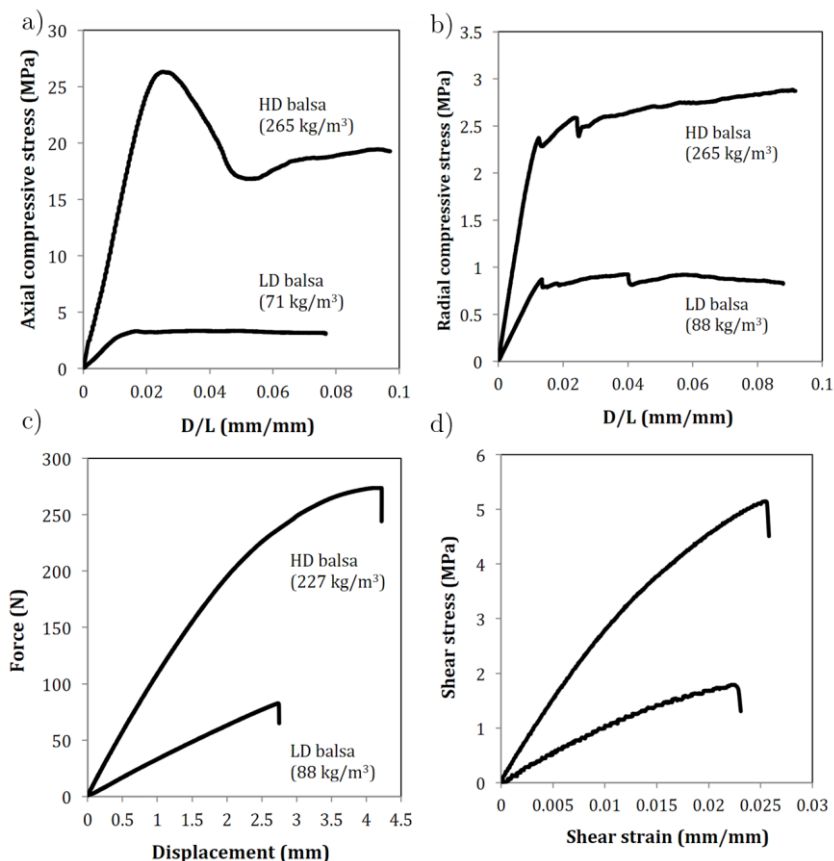 a)
Axial compressive stress (MPa)
30
25
20
15
10
5
0
HD balsa
(265 kg/m³)
LD balsa
(71 kg/m³)
0 0.02 0.04 0.06 0.08 0.1
D/L (mm/mm)
b)
Radial compressive stress (MPa)
3.5
3
2.5
2
1.5
1
0.5
0
HD balsa
(265 kg/m³)
LD balsa
(88 kg/m³)
0 0.02 0.04 0.06 0.08 0.1
D/L (mm/mm)
c)
Force (N)
300
250
200
150
100
50
0
HD balsa
(227 kg/m³)
LD balsa
(88 kg/m³)
0 0.5 1 1.5 2 2.5 3 3.5 4 4.5
Displacement (mm)
d)
Shear stress (MPa)
6
5
4
3
2
1
0
0 0.005 0.01 0.015 0.02 0.025 0.03
Shear strain (mm/mm)